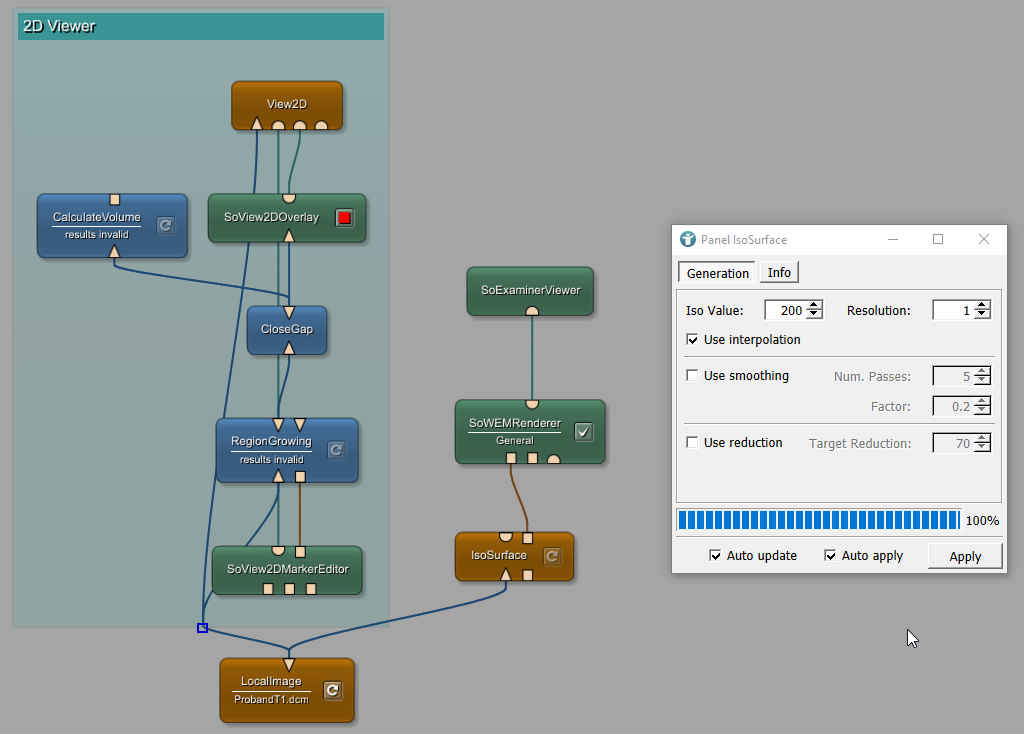 2D Viewer
View2D
CalculateVolume
results invalid
SoView2DOverlay
CloseGap
RegionGrowing
results invalid
SoView2DMarkerEditor
LocalImage
ProbandT1.dcm
SoExaminerViewer
SoWEMRenderer
General
IsoSurface
Panel IsoSurface
Generation Info
Iso Value: 200 Resolution: 1
Use interpolation
Use smoothing Num. Passes: 5
Factor: 0.2
Use reduction Target Reduction: 70
100%
Auto update Auto apply Apply